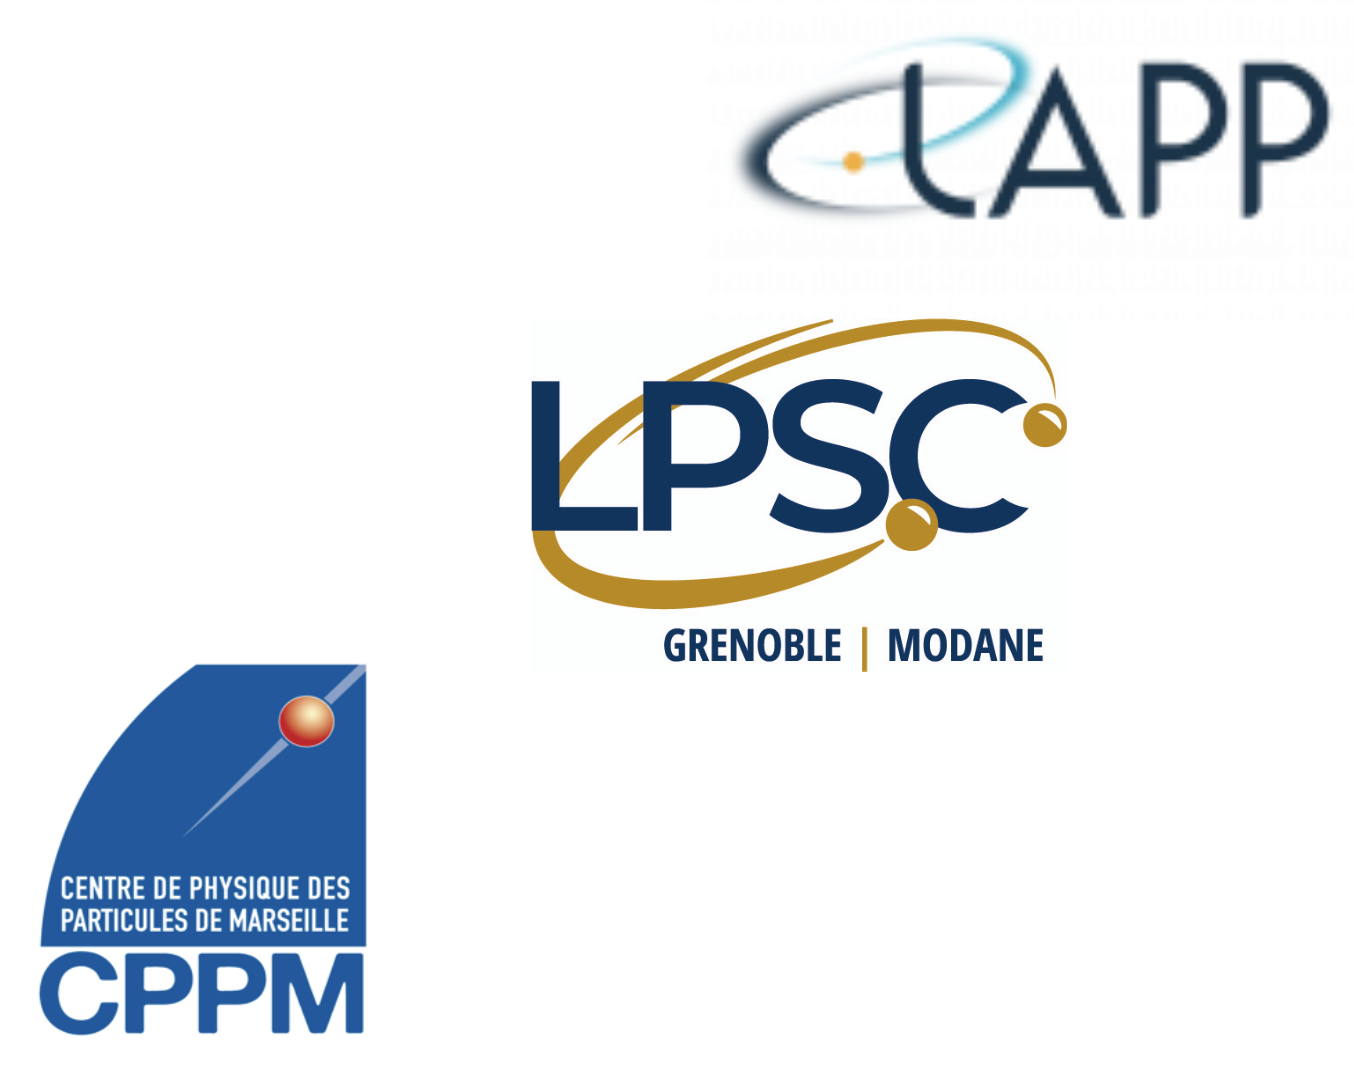 LAPP
LPSC
GRENOBLE | MODANE
CENTRE DE PHYSIQUE DES
PARTICULES DE MARSEILLE
CPPM